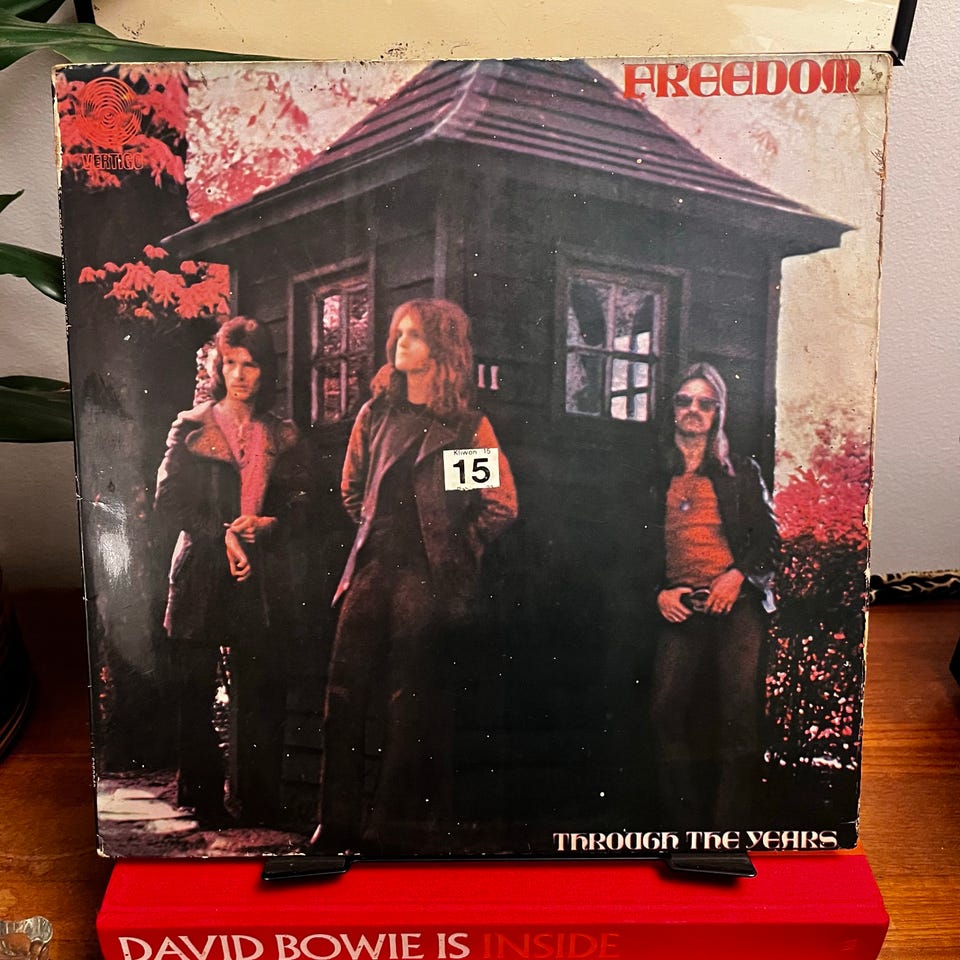 FREEDOM
VERTIGO
Kliwon 15
15
THROUGH THE YEARS
DAVID BOWIE IS INSIDE